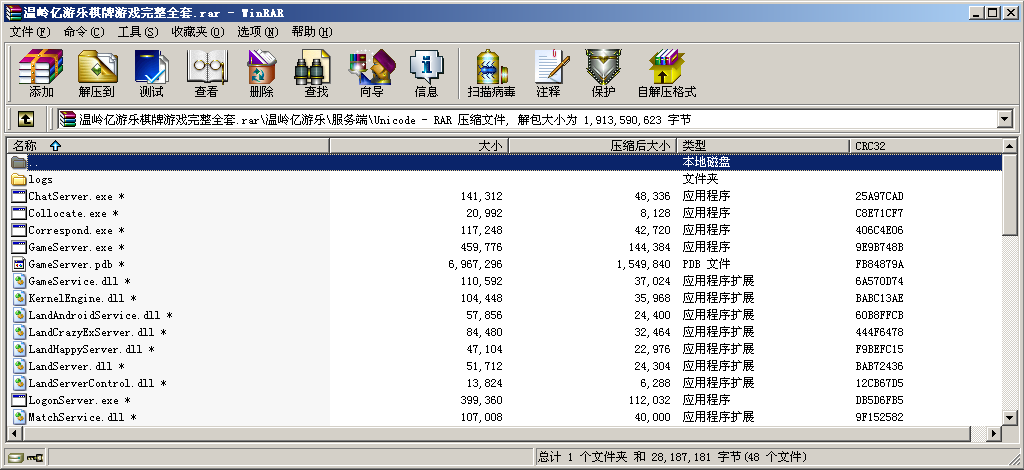 温岭亿游乐棋牌游戏完整全套.rar - WinRAR
文件(F) 命令(C) 工具(S) 收藏夹(O) 选项(N) 帮助(H)
添加 解压到 测试 查看 删除 查找 向导 信息 扫描病毒 注释 保护 自解压格式
温岭亿游乐棋牌游戏完整全套.rar\温岭亿游乐\服务端\Unicode - RAR 压缩文件, 解包大小为 1,913,590,623 字节
名称 大小 压缩后大小 类型 CRC32
.. 本地磁盘
logs 文件夹
ChatServer.exe * 141,312 48,336 应用程序 25A97CAD
Collocate.exe * 20,992 8,128 应用程序 C8E71CF7
Correspond.exe * 117,248 42,720 应用程序 406C4E06
GameServer.exe * 459,776 144,384 应用程序 9E9B748B
GameServer.pdb * 6,967,296 1,549,840 PDB 文件 FB84879A
GameService.dll * 110,592 37,024 应用程序扩展 6A570D74
KernelEngine.dll * 104,448 35,968 应用程序扩展 BABC13AE
LandAndroidService.dll * 57,856 24,400 应用程序扩展 60B8FFCB
LandCrazyExServer.dll * 84,480 32,464 应用程序扩展 444F6478
LandHappyServer.dll * 47,104 22,976 应用程序扩展 F9BEFC15
LandServer.dll * 51,712 24,304 应用程序扩展 BAB72436
LandServerControl.dll * 13,824 6,288 应用程序扩展 12CB67D5
LogonServer.exe * 399,360 112,032 应用程序 DB5D6FB5
MatchService.dll * 107,008 40,000 应用程序扩展 9F152582
总计 1 个文件夹 和 28,187,181 字节(48 个文件)